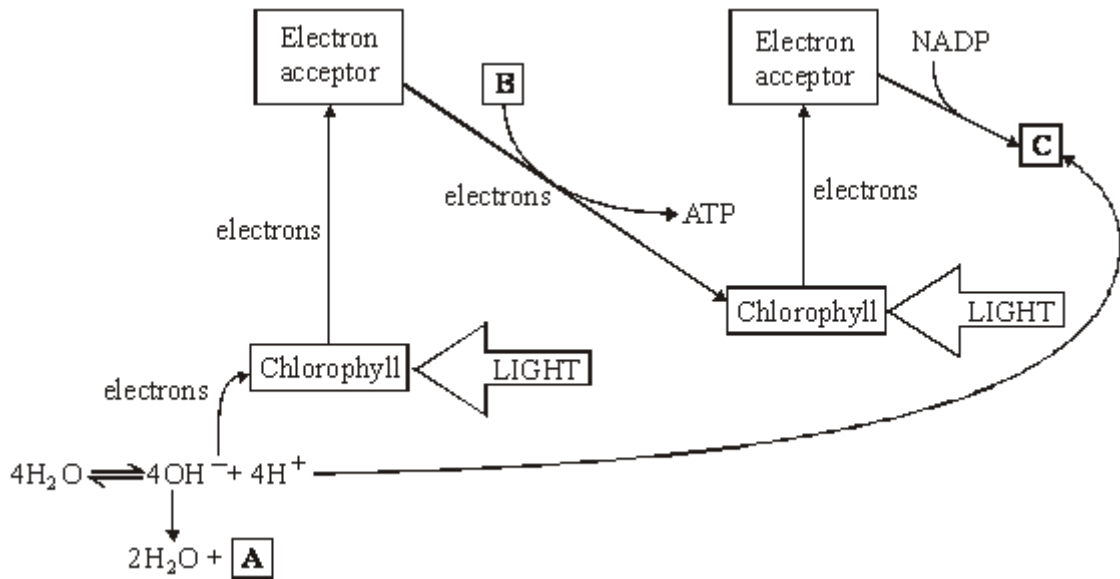 Electron
acceptor
B
electrons
ATP
electrons
Electron
acceptor
NADP
C
electrons
Chlorophyll
LIGHT
Chlorophyll
LIGHT
electrons
4H₂O ⇌ 4OH⁻ + 4H⁺
2H₂O + A